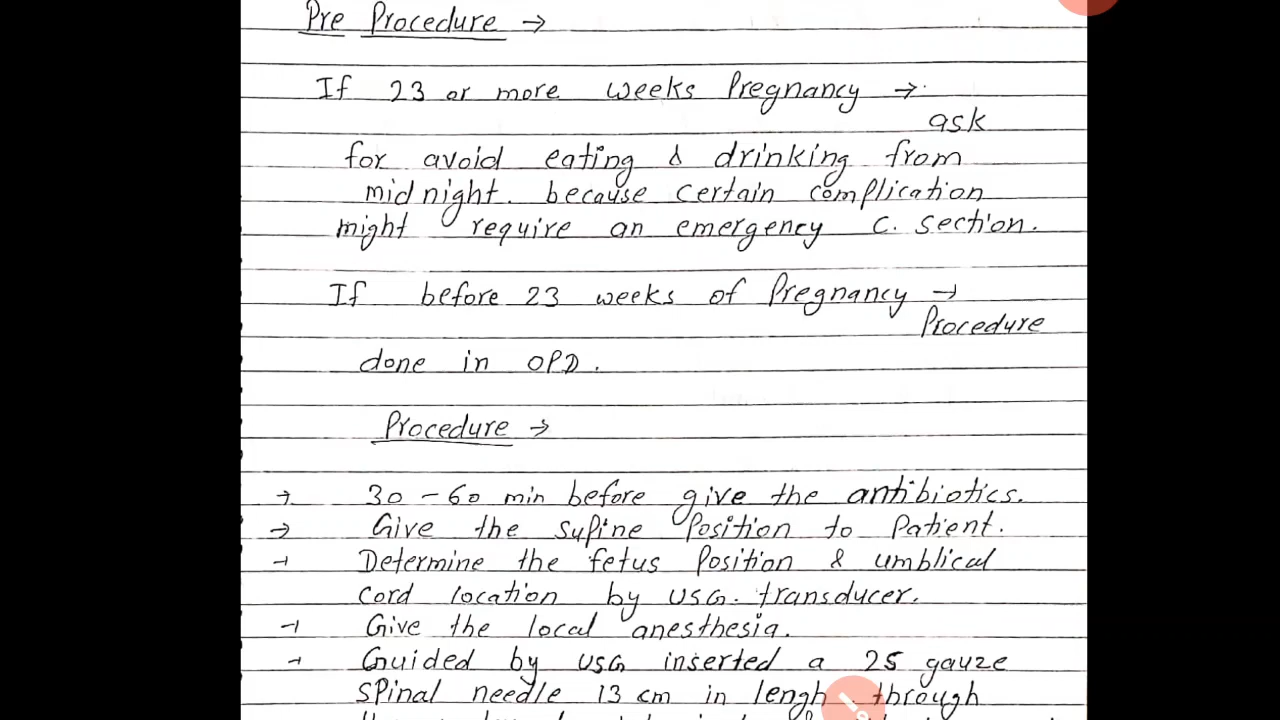 Pre Procedure →
If 23 or more weeks Pregnancy →
ask
for avoid eating & drinking from
midnight. because certain complication
might require an emergency C. section.
If before 23 weeks of Pregnancy →
Procedure
done in OPD.
Procedure →
→ 30 - 60 min before give the antibiotics.
→ Give the supine Position to Patient.
→ Determine the fetus Position & umblical
cord location by USG. transducer.
→ Give the local anesthesia.
→ Guided by USG inserted a 25 gauze
spinal needle 13 cm in lengh. through